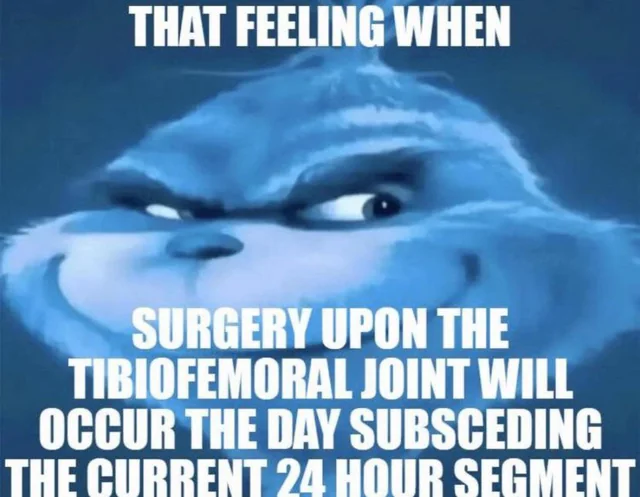 THAT FEELING WHEN
SURGERY UPON THE
TIBIOFEMORAL JOINT WILL
OCCUR THE DAY SUBSCEDING
THE CURRENT 24 HOUR SEGMENT